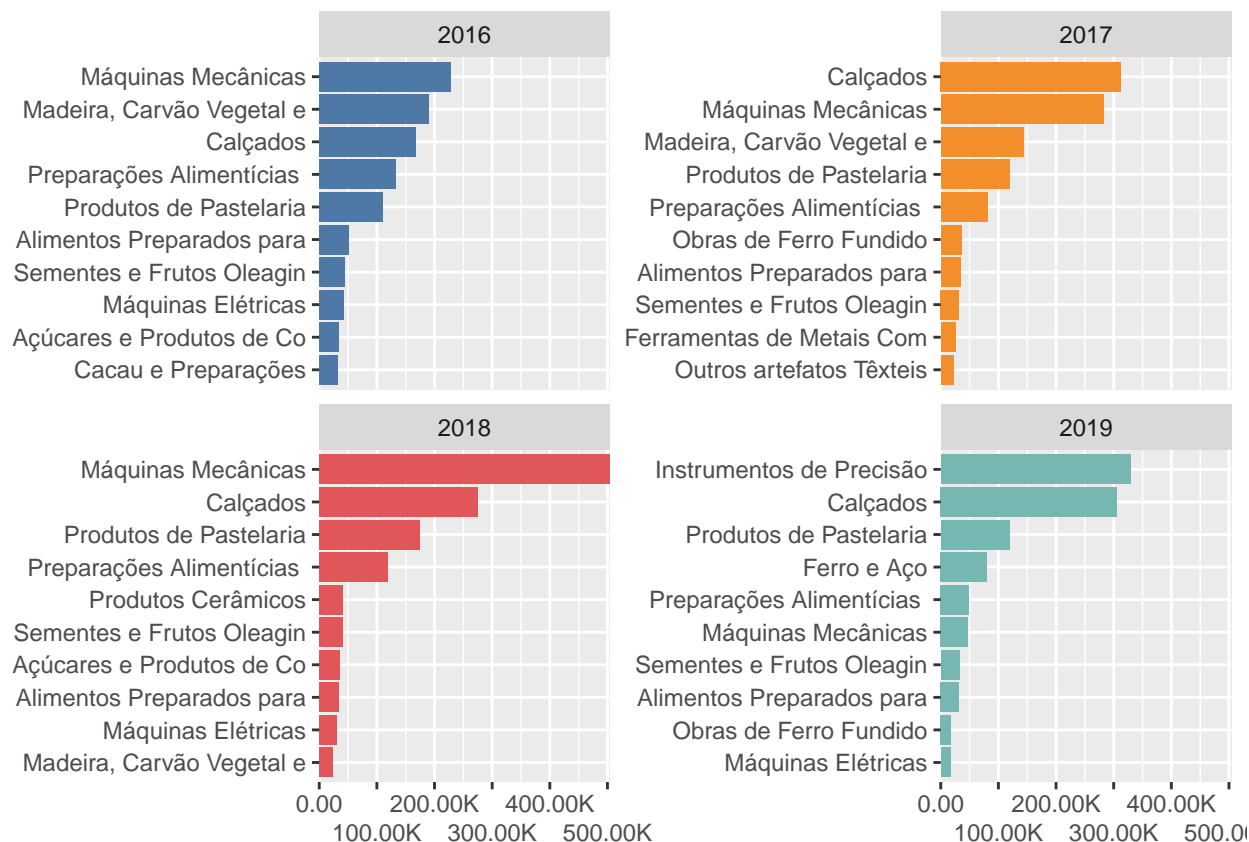 2016
Máquinas Mecânicas
Madeira, Carvão Vegetal e
Calçados
Preparações Alimentícias
Produtos de Pastelaria
Alimentos Preparados para
Sementes e Frutos Oleagin
Máquinas Elétricas
Açúcares e Produtos de Co
Cacau e Preparações
2017
Calçados
Máquinas Mecânicas
Madeira, Carvão Vegetal e
Produtos de Pastelaria
Preparações Alimentícias
Obras de Ferro Fundido
Alimentos Preparados para
Sementes e Frutos Oleagin
Ferramentas de Metais Com
Outros artefatos Têxteis
2018
Máquinas Mecânicas
Calçados
Produtos de Pastelaria
Preparações Alimentícias
Produtos Cerâmicos
Sementes e Frutos Oleagin
Açúcares e Produtos de Co
Alimentos Preparados para
Máquinas Elétricas
Madeira, Carvão Vegetal e
0.00 200.00K 400.00K
100.00K 300.00K 500.00K
2019
Instrumentos de Precisão
Calçados
Produtos de Pastelaria
Ferro e Aço
Preparações Alimentícias
Máquinas Mecânicas
Sementes e Frutos Oleagin
Alimentos Preparados para
Obras de Ferro Fundido
Máquinas Elétricas
0.00 200.00K 400.00K
100.00K 300.00K 500.00